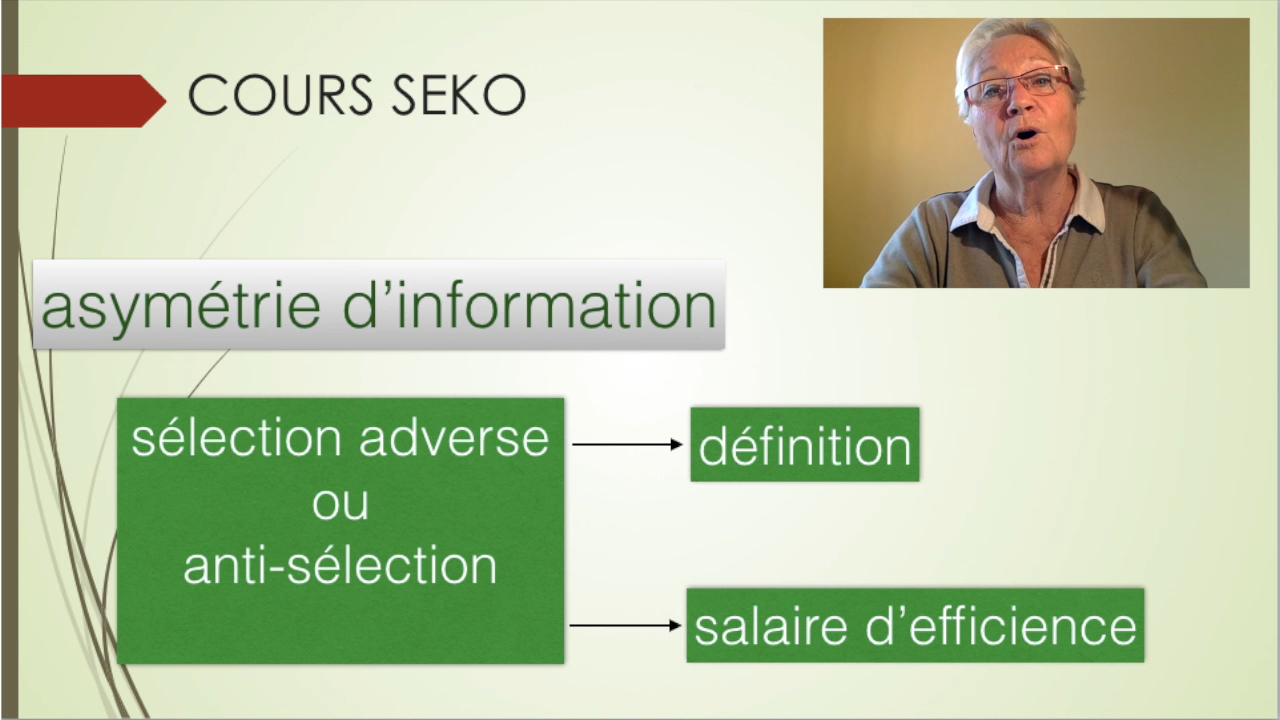 COURS SEKO
asymétrie d’information
sélection adverse
ou
anti-sélection
définition
salaire d’efficience